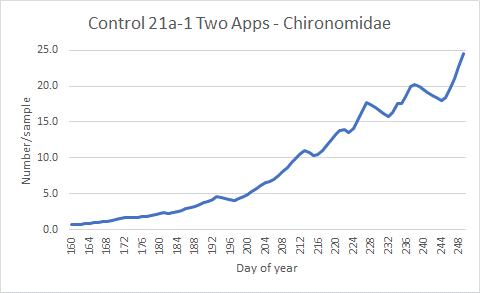 Control 21a-1 Two Apps - Chironomidae
Number/sample
25.0
20.0
15.0
10.0
5.0
0.0
160 164 168 172 176 180 184 188 192 196 200 204 208 212 216 220 224 228 232 236 240 244 248
Day of year